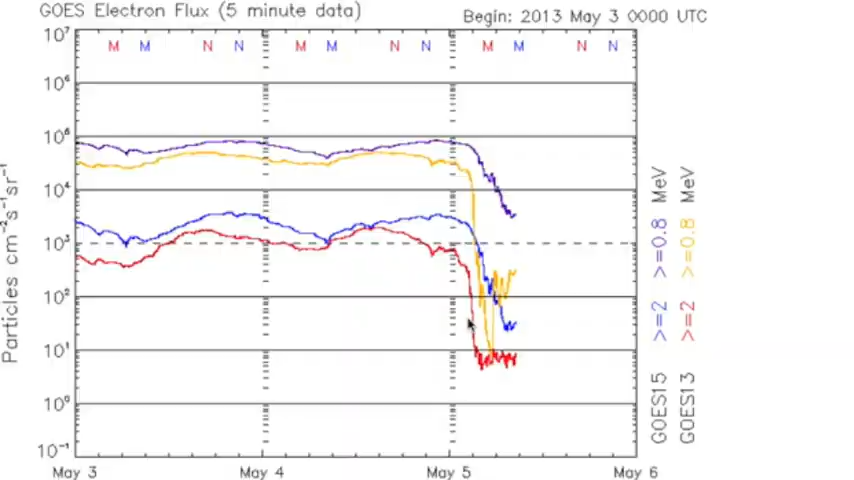 GOES Electron Flux (5 minute data)
Begin: 2013 May 3 0000 UTC
M M N N M M N N M M N N
10⁷
10⁶
10⁶
10⁴
10³
10²
10¹
10⁰
10⁻¹
Particles cm⁻²s⁻¹sr⁻¹
May 3 May 4 May 5 May 6
GOES15 >=2 >=0.8 MeV
GOES13 >=2 >=0.8 MeV